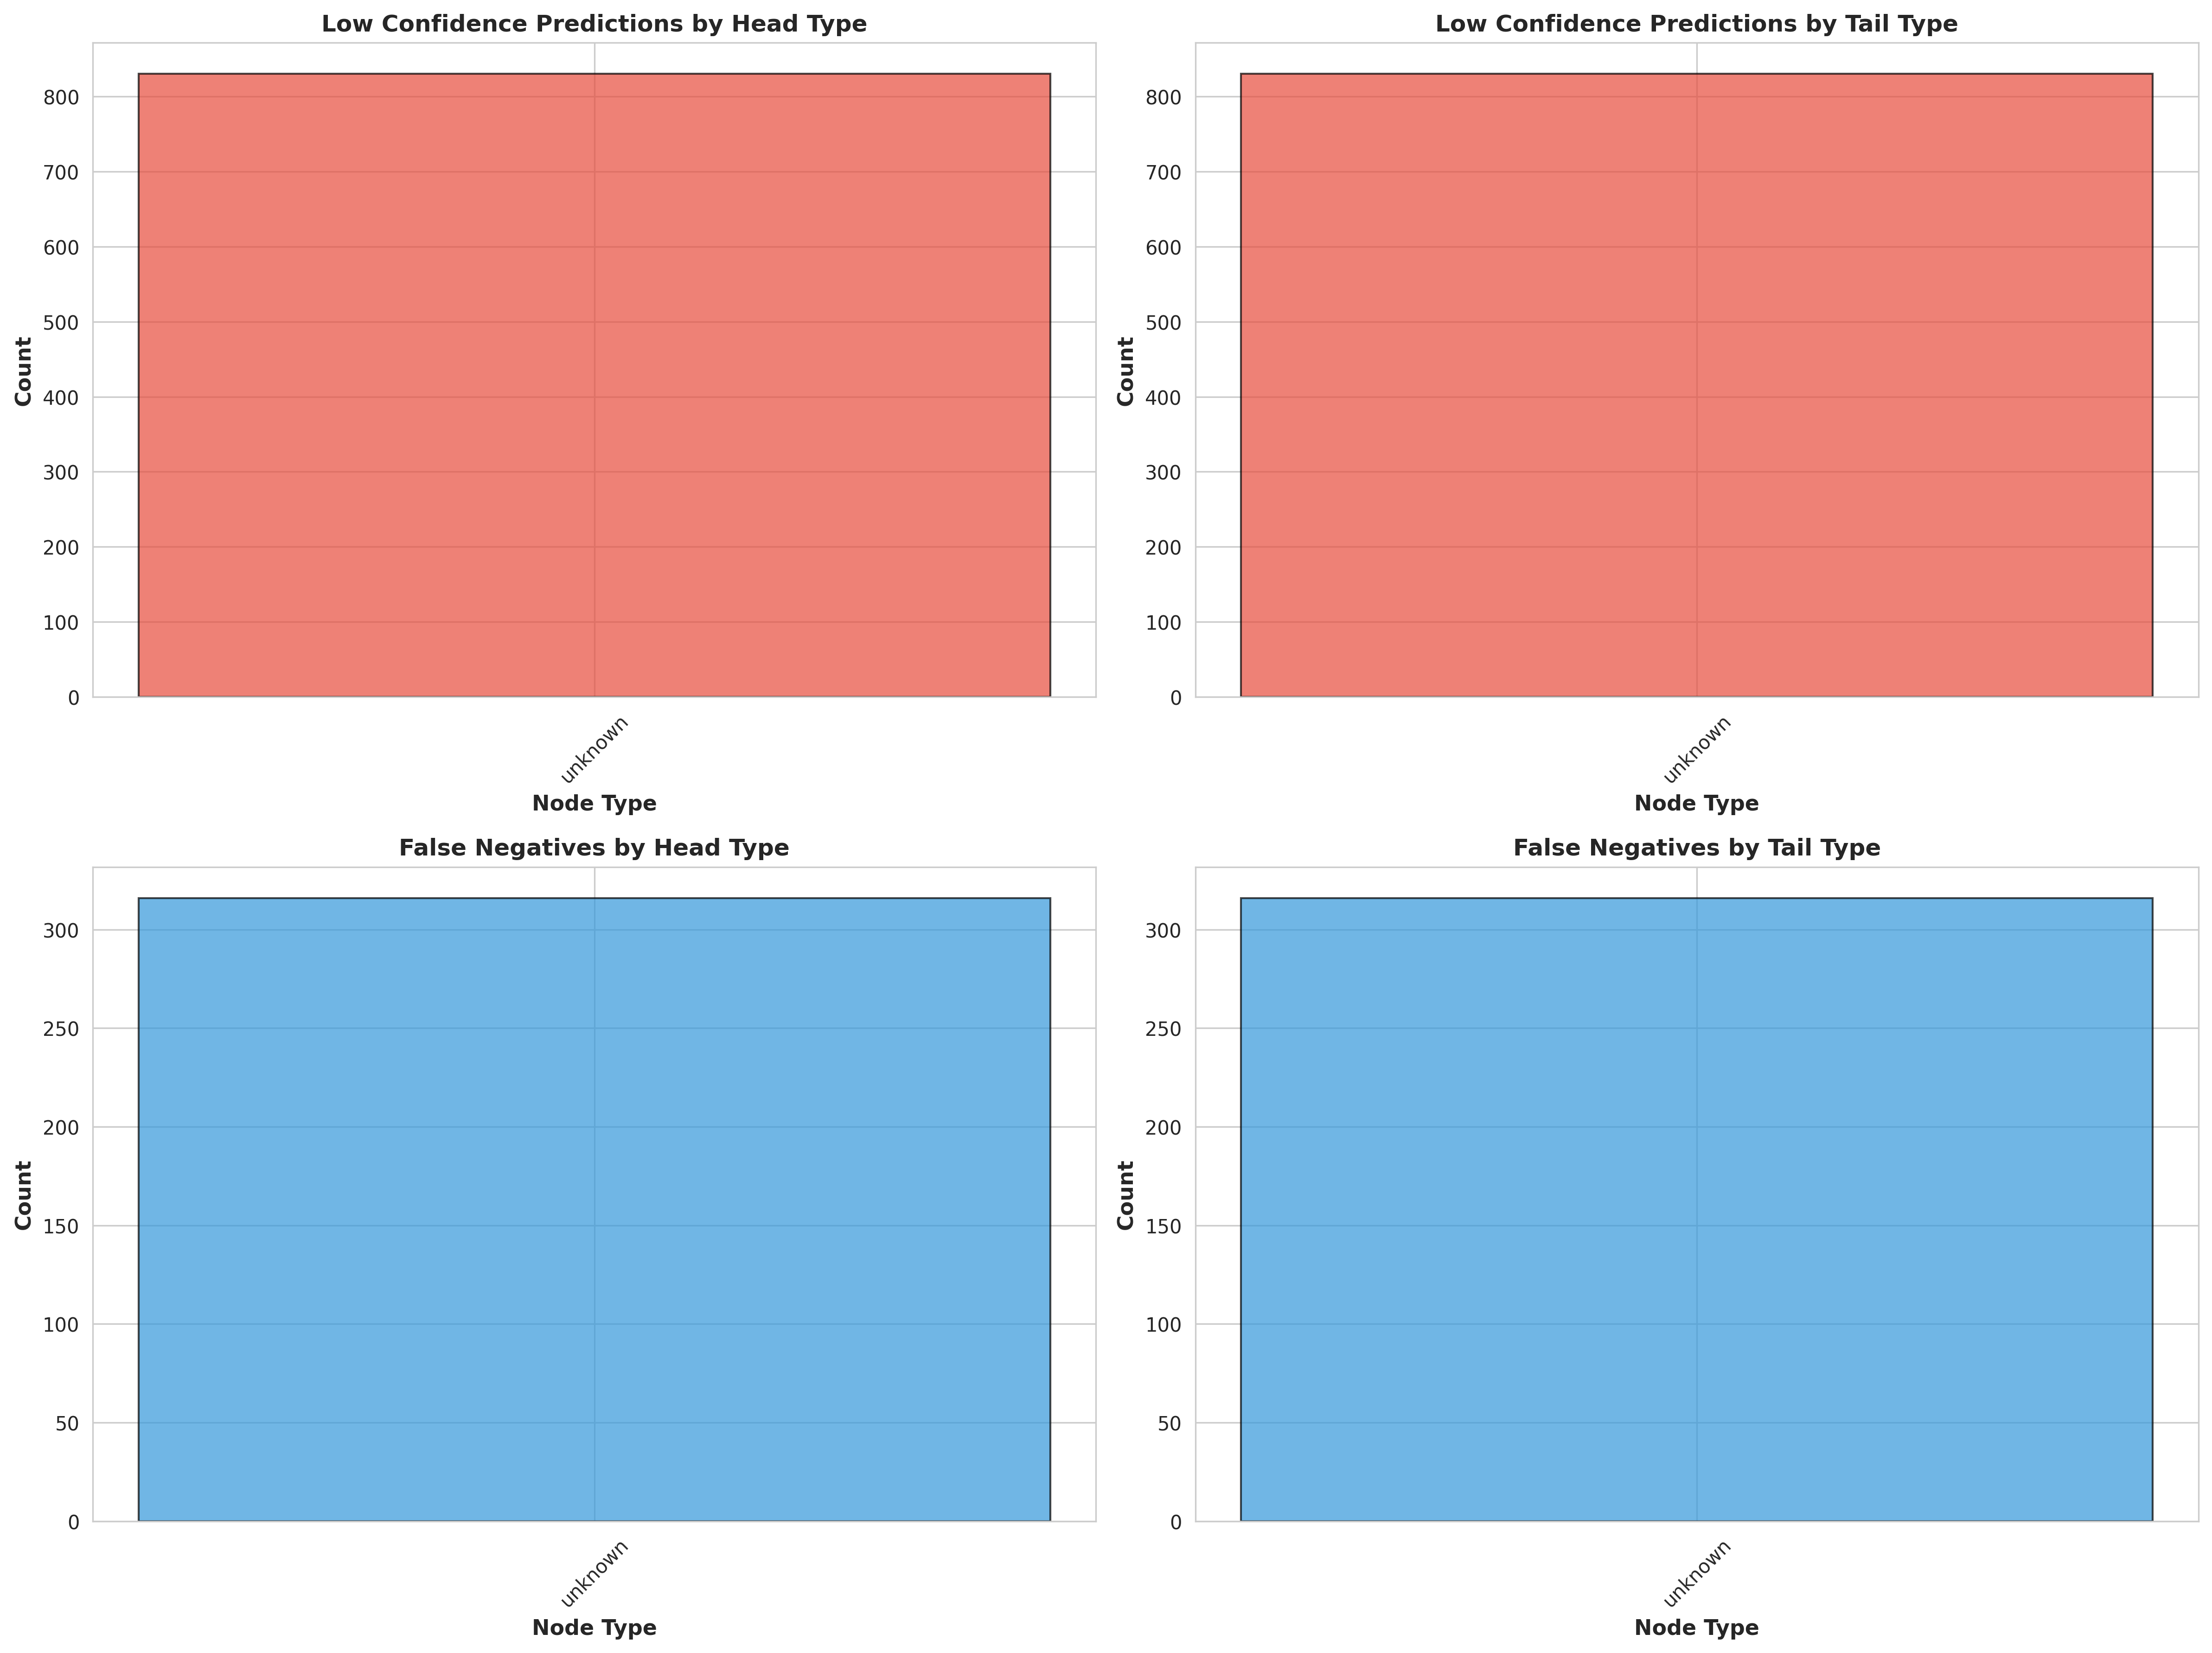 Low Confidence Predictions by Head Type
Count
800
700
600
500
400
300
200
100
0
unknown
Node Type
Low Confidence Predictions by Tail Type
Count
800
700
600
500
400
300
200
100
0
unknown
Node Type
False Negatives by Head Type
Count
300
250
200
150
100
50
0
unknown
Node Type
False Negatives by Tail Type
Count
300
250
200
150
100
50
0
unknown
Node Type